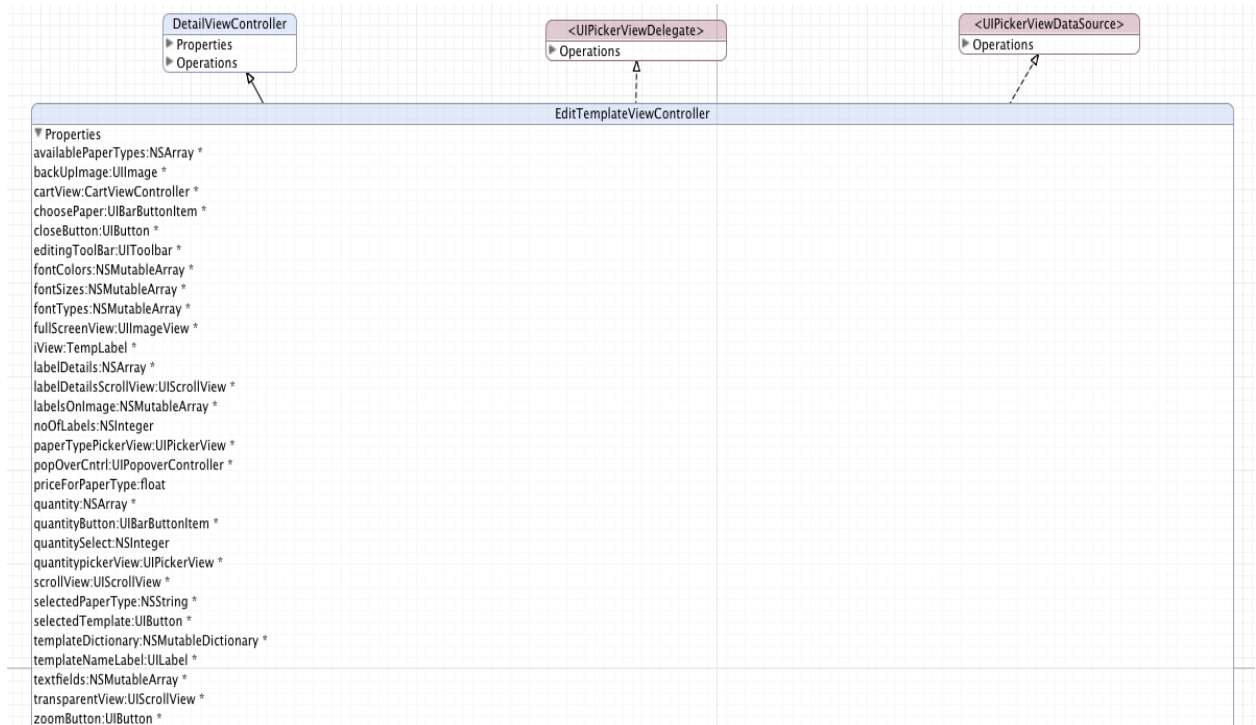 DetailViewController
Properties
Operations
<UIPickerViewDelegate>
Operations
<UIPickerViewDataSource>
Operations
EditTemplateViewController
Properties
availablePaperTypes:NSArray *
backUpImage:UIImage *
cartView:CartViewController *
choosePaper:UIBarButtonItem *
closeButton:UIButton *
editingToolBar:UIToolbar *
fontColors:NSMutableArray *
fontSizes:NSMutableArray *
fontTypes:NSMutableArray *
fullScreenView:UIImageView *
iView:TempLabel *
labelDetails:NSArray *
labelDetailsScrollView:UIScrollView *
labelsOnImage:NSMutableArray *
noOfLabels:NSInteger
paperTypePickerView:UIPickerView *
popOverCntrl:UIPopoverController *
priceForPaperType:float
quantity:NSArray *
quantityButton:UIBarButtonItem *
quantitySelect:NSInteger
quantitypickerView:UIPickerView *
scrollView:UIScrollView *
selectedPaperType:NSString *
selectedTemplate:UIButton *
templateDictionary:NSMutableDictionary *
templateNameLabel:UILabel *
textfields:NSMutableArray *
transparentView:UIScrollView *
zoomButton:UIButton *